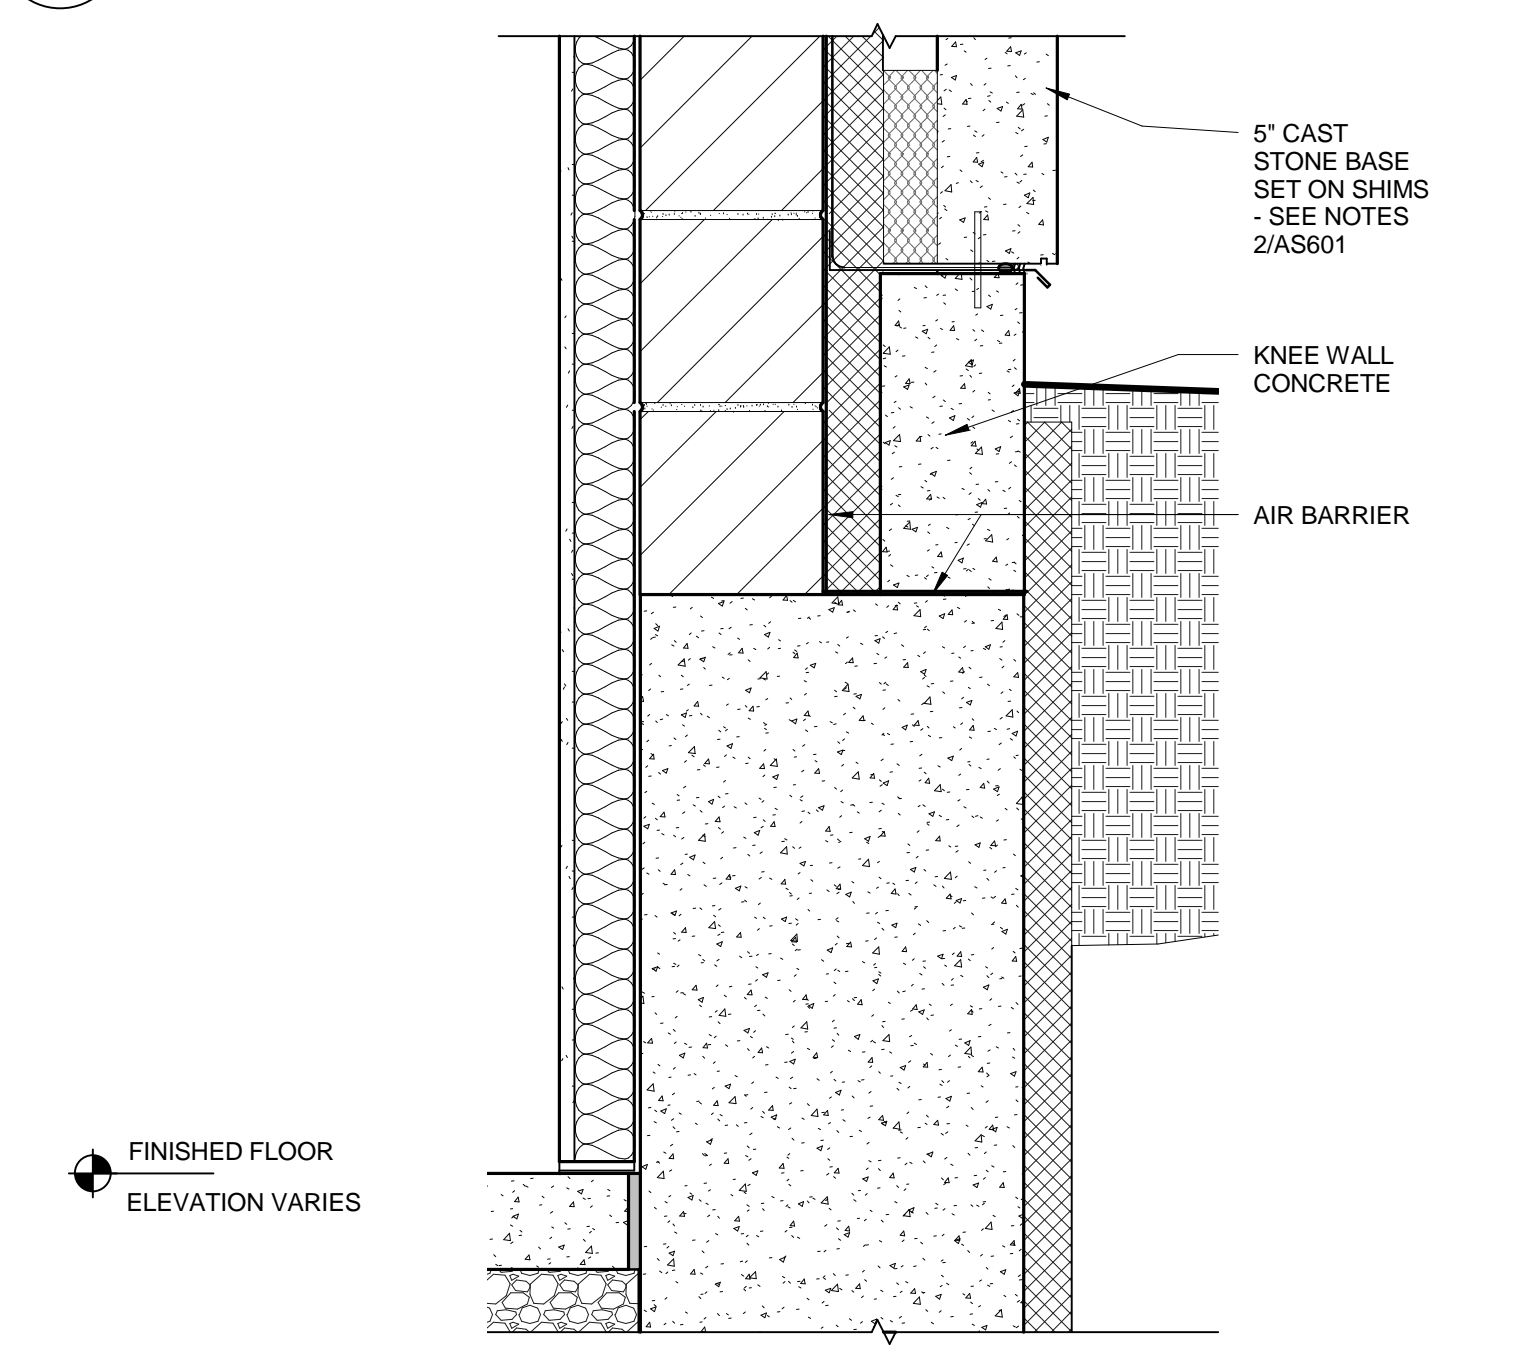 5" CAST
STONE BASE
SET ON SHIMS
- SEE NOTES
2/AS601
KNEE WALL
CONCRETE
AIR BARRIER
FINISHED FLOOR
ELEVATION VARIES